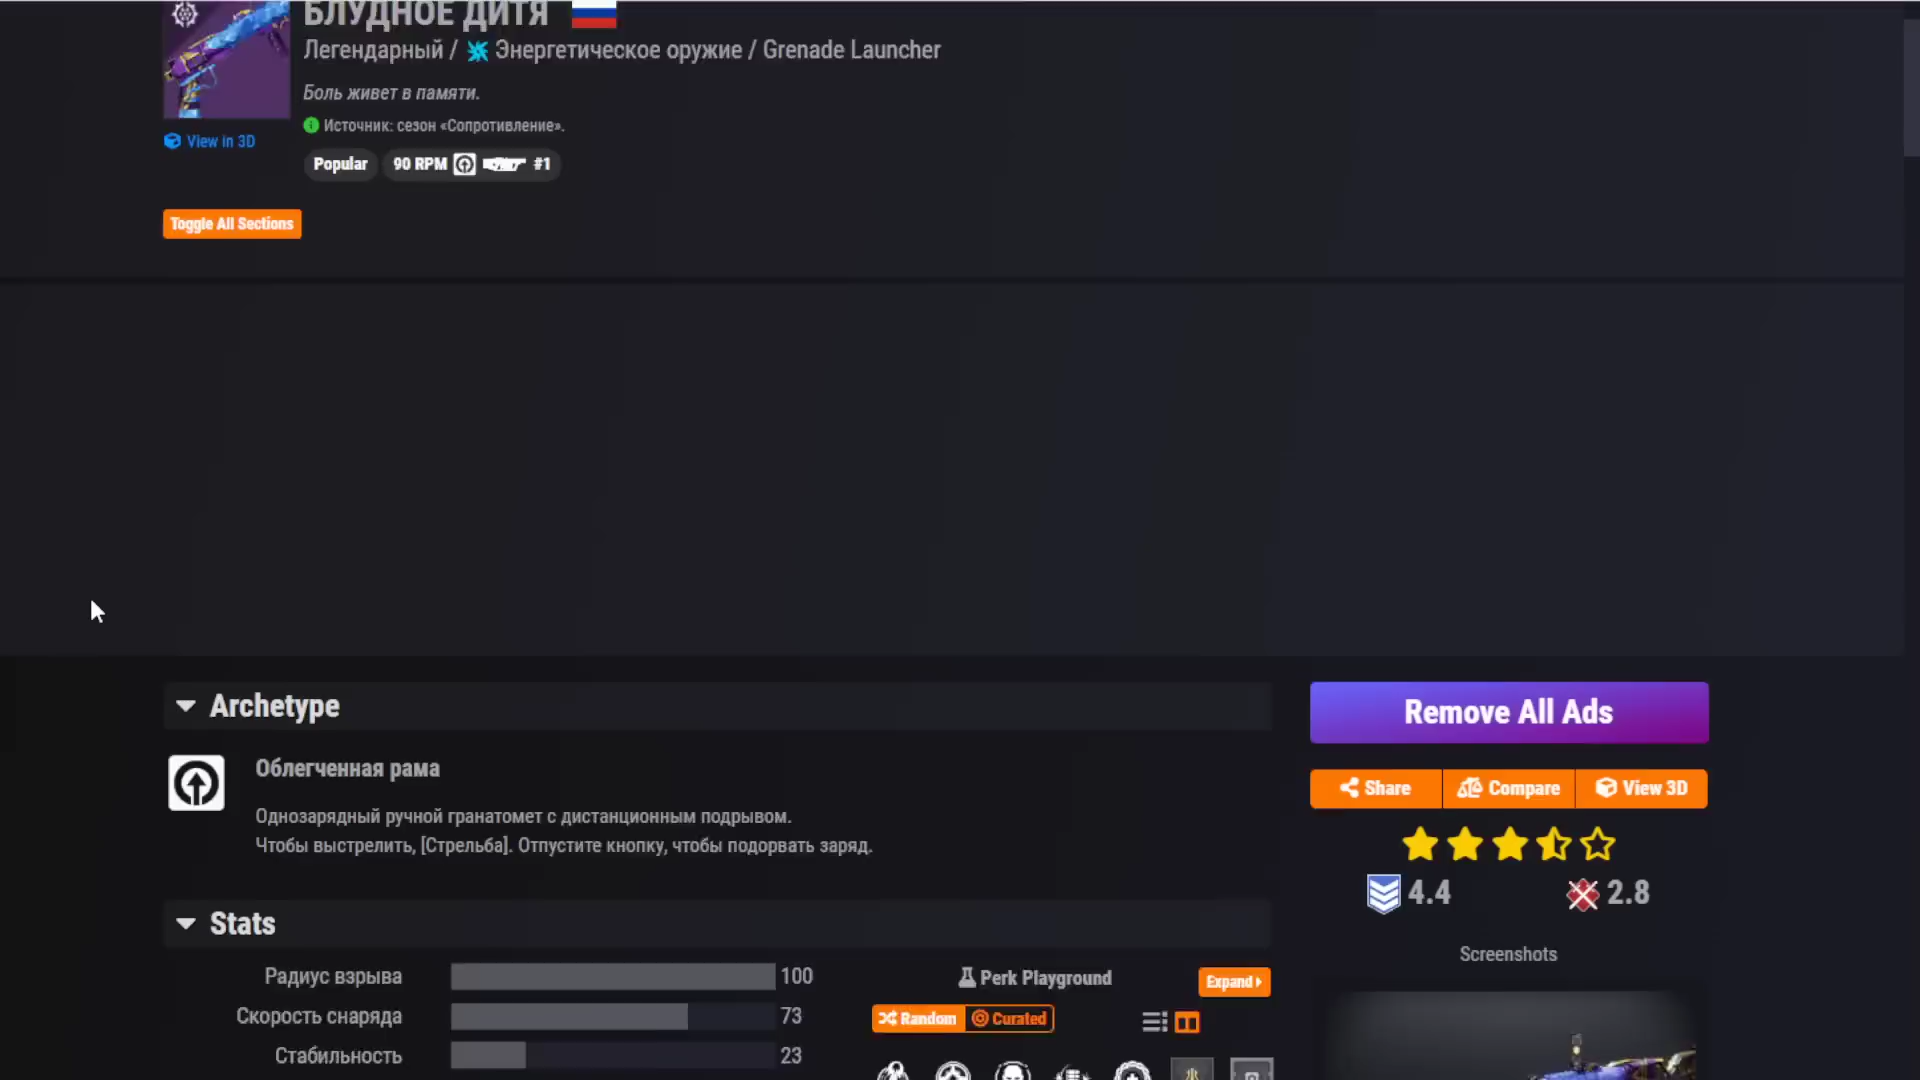 БЛУДНОЕ ДИТЯ
Легендарный / Энергетическое оружие / Grenade Launcher
Боль живет в памяти.
Источник: сезон «Сопротивление».
View in 3D
Popular
90 RPM #1
Toggle All Sections
Archetype
Облегченная рама
Однозарядный ручной гранатомет с дистанционным подрывом.
Чтобы выстрелить, [Стрельба]. Отпустите кнопку, чтобы подорвать заряд.
Stats
Радиус взрыва 100
Скорость снаряда 73
Стабильность 23
Perk Playground
Expand
Random Curated
Remove All Ads
Share Compare View 3D
4.4 2.8
Screenshots